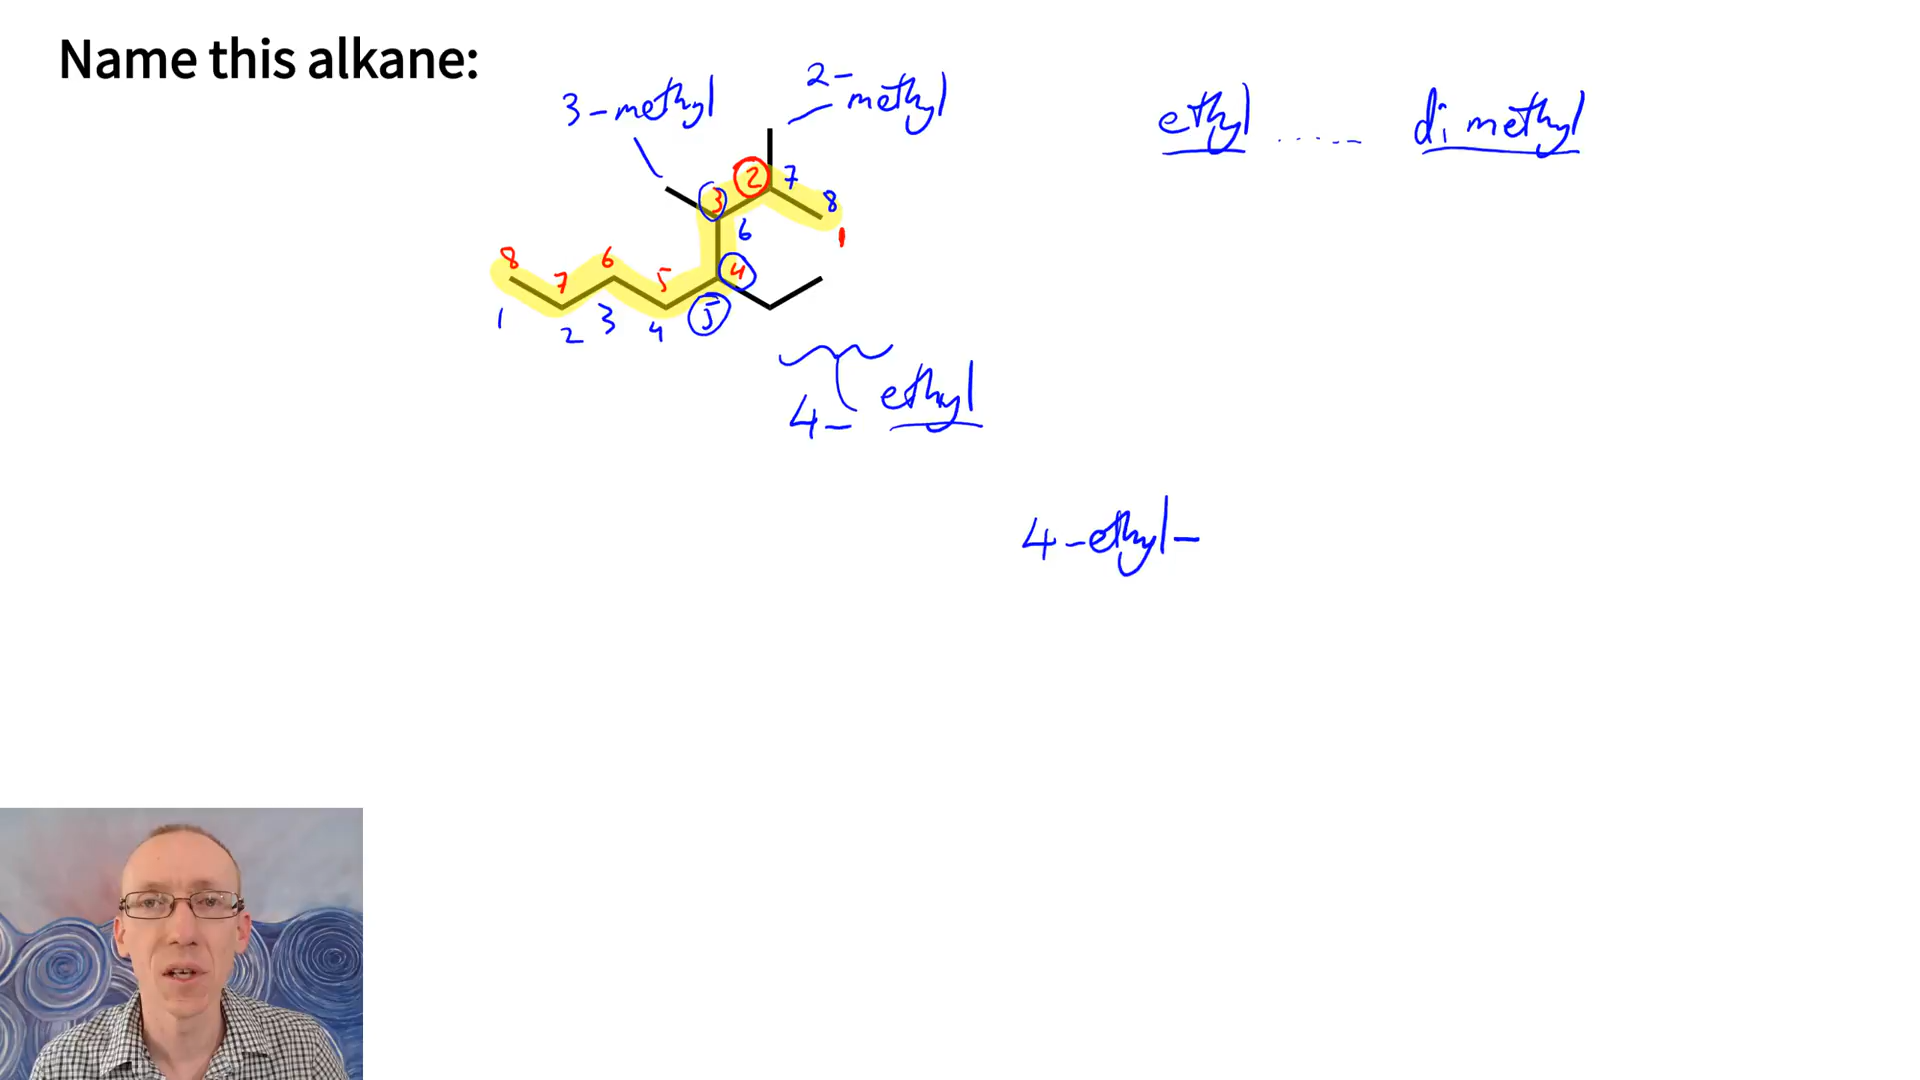 Name this alkane:
3-methyl
2-
methyl
ethyl ..... dimethyl
2 7
3 8
6 1
8 6 4
7 5
1 3 5
2 4
4- ethyl
4-ethyl-